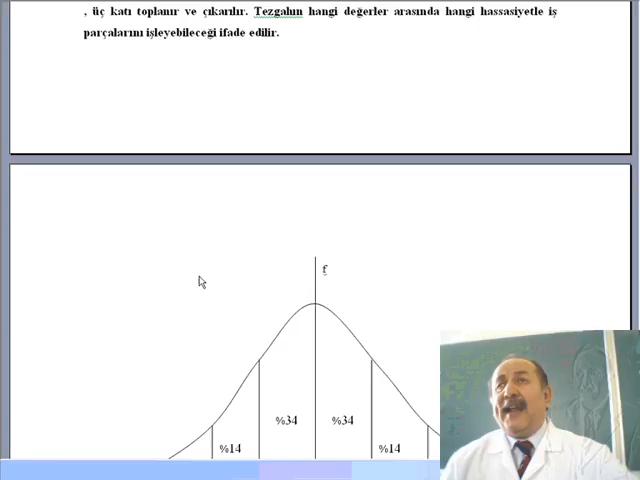 , üç katı toplanır ve çıkarılır. Tezgahın hangi değerler arasında hangi hassasiyetle iş
parçalarını işleyebileceği ifade edilir.
f
%34 %34
%14 %14